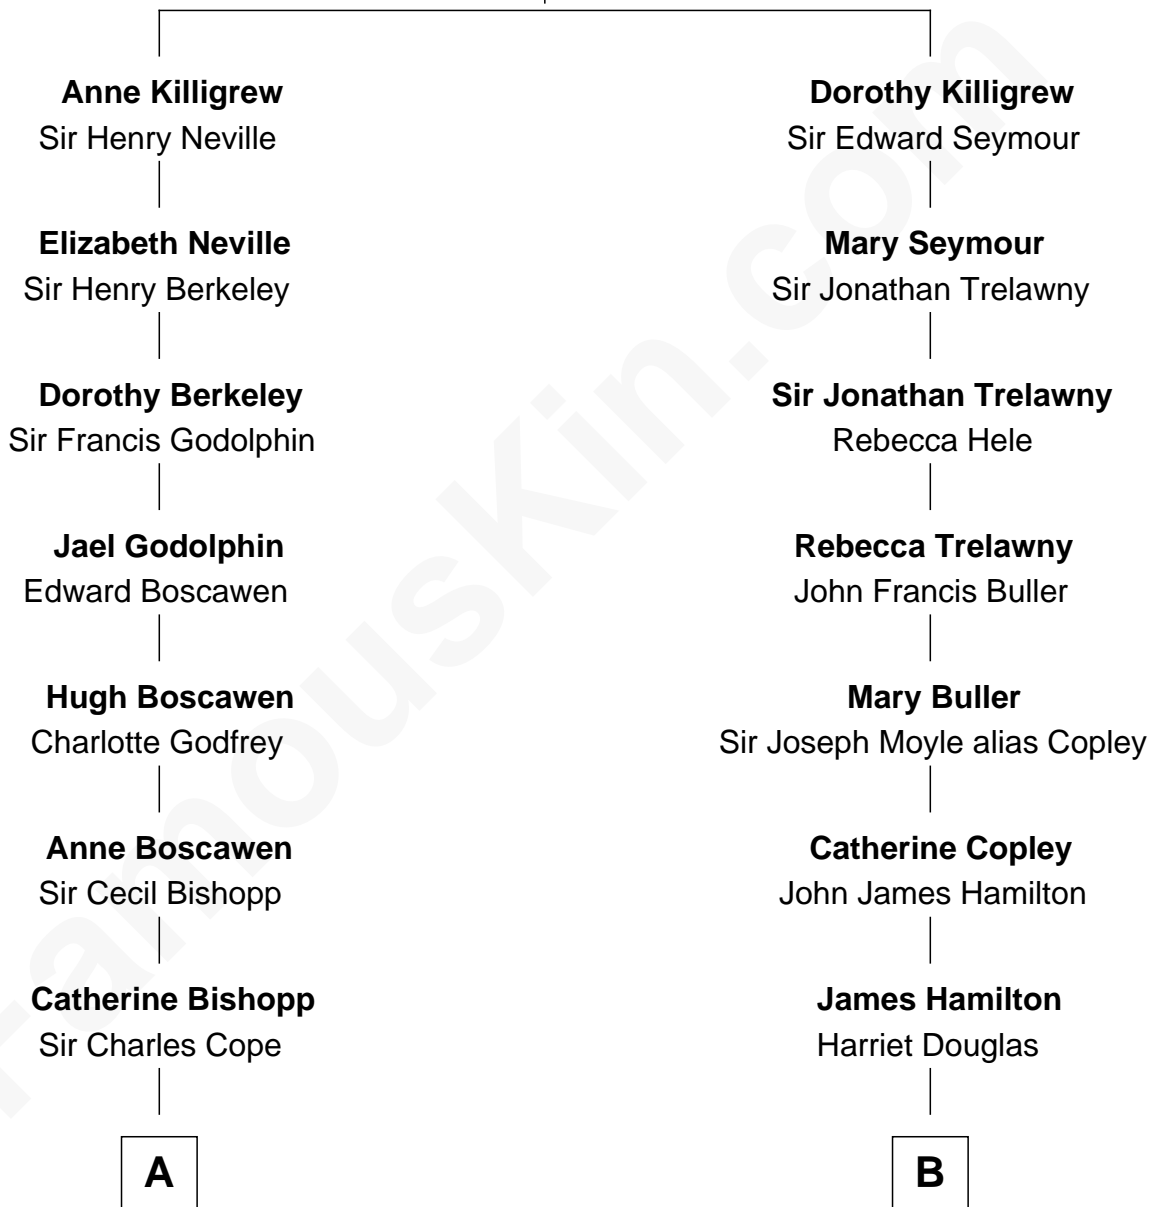 Anne Killigrew
Sir Henry Neville
Dorothy Killigrew
Sir Edward Seymour
Elizabeth Neville
Sir Henry Berkeley
Mary Seymour
Sir Jonathan Trelawny
Dorothy Berkeley
Sir Francis Godolphin
Sir Jonathan Trelawny
Rebecca Hele
Jael Godolphin
Edward Boscawen
Rebecca Trelawny
John Francis Buller
Hugh Boscawen
Charlotte Godfrey
Mary Buller
Sir Joseph Moyle alias Copley
Anne Boscawen
Sir Cecil Bishopp
Catherine Copley
John James Hamilton
Catherine Bishopp
Sir Charles Cope
James Hamilton
Harriet Douglas
A
B
FamousKin.com